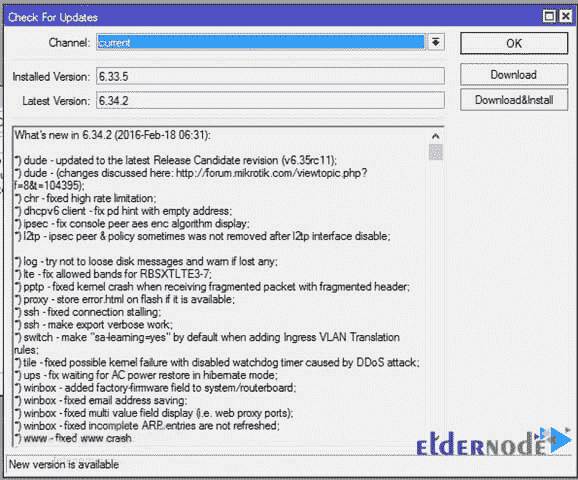 Check For Updates
Channel: current
OK
Installed Version: 6.33.5
Download
Latest Version: 6.34.2
Download&Install
What's new in 6.34.2 (2016-Feb-18 06:31):
*) dude - updated to the latest Release Candidate revision (v6.35rc11);
*) dude - (changes discussed here: http://forum.mikrotik.com/viewtopic.php?
f=8&t=104395);
*) chr - fixed high rate limitation;
*) dhcpv6 client - fix pd hint with empty address;
*) ipsec - fix console peer aes enc algorithm display;
*) l2tp - ipsec peer & policy sometimes was not removed after l2tp interface disable;
*) log - try not to loose disk messages and warn if lost any;
*) lte - fix allowed bands for RBSXTLTE3-7;
*) pptp - fixed kernel crash when receiving fragmented packet with fragmented header;
*) proxy - store error.html on flash if it is available;
*) ssh - fixed connection stalling;
*) ssh - make export verbose work;
*) switch - make "sa-learning=yes" by default when adding Ingress VLAN Translation
rules;
*) tile - fixed possible kernel failure with disabled watchdog timer caused by DDoS attack;
*) ups - fix waiting for AC power restore in hibernate mode;
*) winbox - added factory-firmware field to system/routerboard;
*) winbox - fixed email address saving;
*) winbox - fixed multi value field display (i.e. web proxy ports);
*) winbox - fixed incomplete ARP entries are not refreshed;
*) www - fixed www crash
eldernode
New version is available